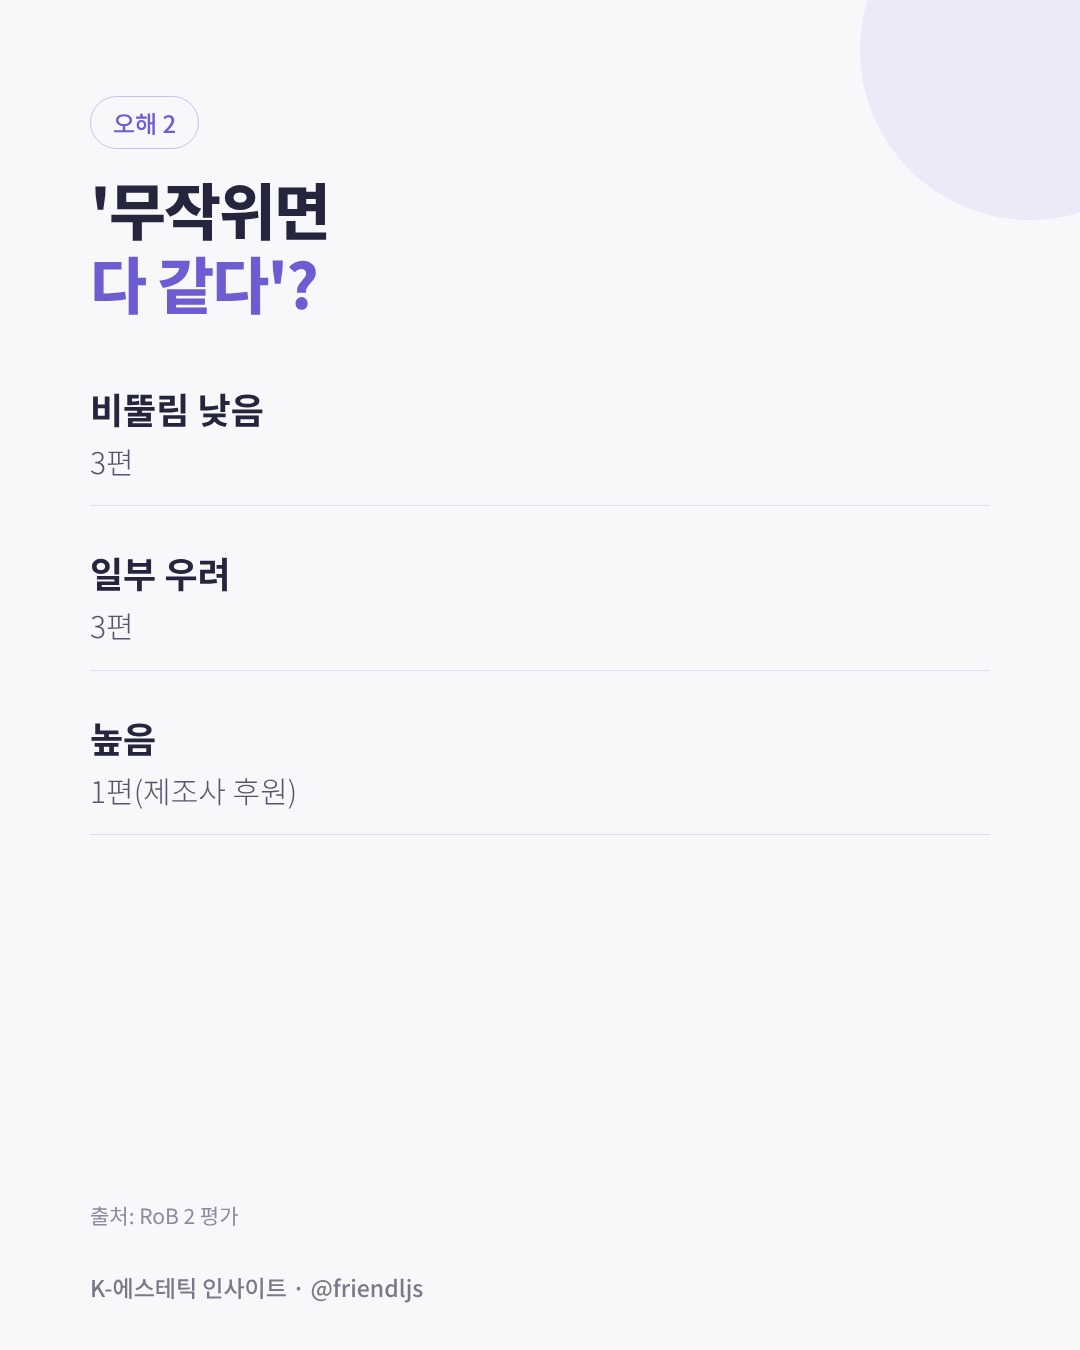 오해 2
'무작위면
다 같다'?
비뚤림 낮음
3편
일부 우려
3편
높음
1편(제조사 후원)
출처: RoB 2 평가
K-에스테틱 인사이트 · @friendljs